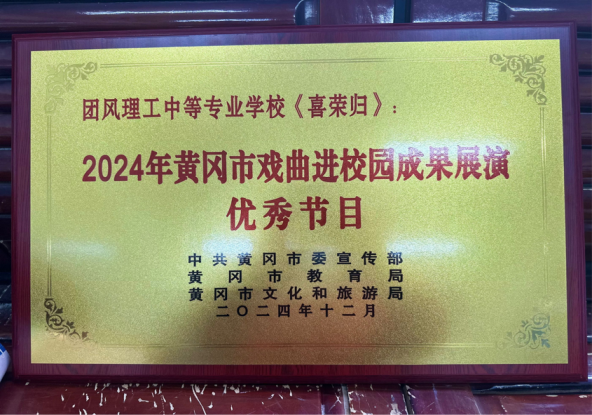 团风理工中等专业学校《喜荣归》：
2024年黄冈市戏曲进校园成果展演
优秀节目
中共黄冈市委宣传部
黄冈市教育局
黄冈市文化和旅游局
二〇二四年十二月